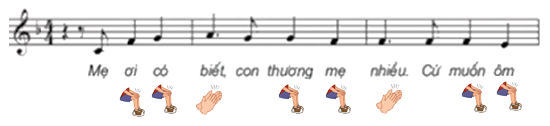 Mẹ ơi có biết, con thương mẹ nhiều. Cứ muốn ôm